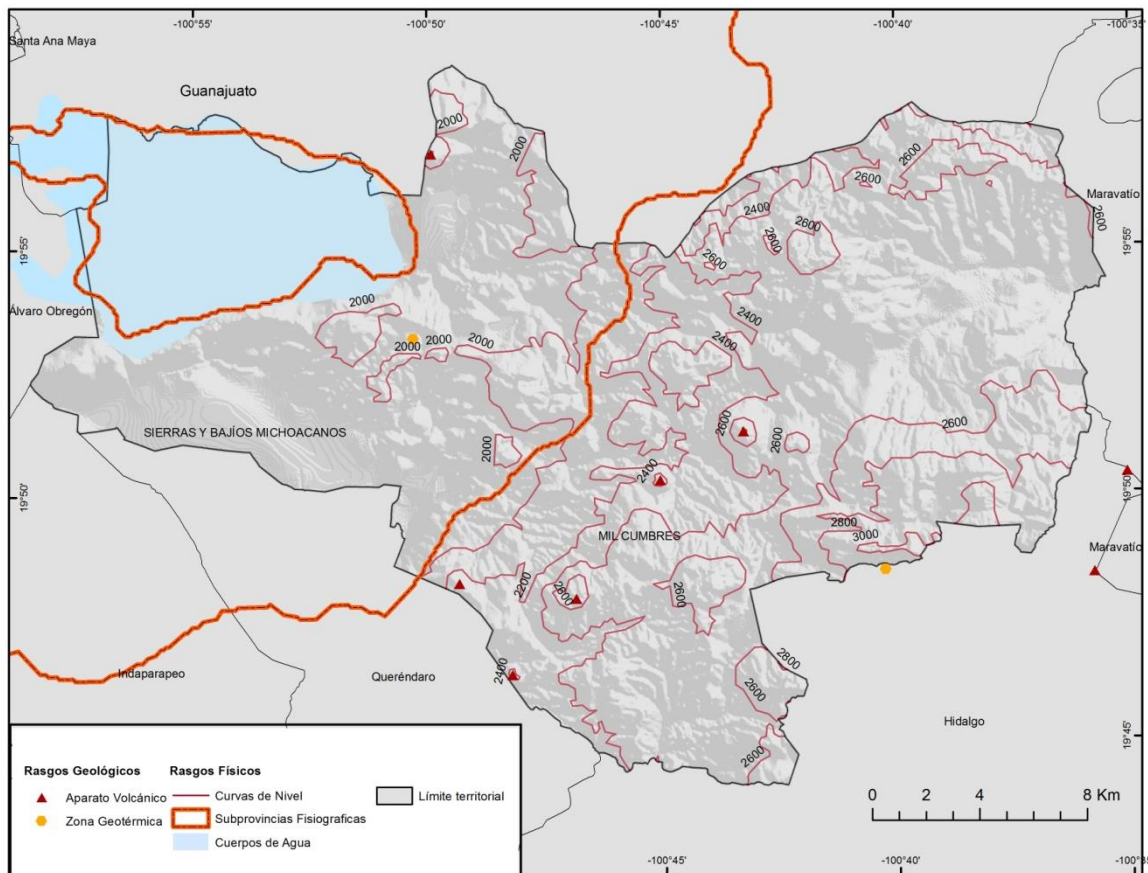 -100°55' -100°50' -100°45' -100°40' -100°35'
Santa Ana Maya
Guanajuato
2000
2000
2600
2600
Maravatío
2400
2600
2600
2600
2600
19°55' 19°55'
Álvaro Obregón
2000
2400
2000
2000
2000
2400
SIERRAS Y BAJÍOS MICHOACANOS
2600
2600
2600
2000
2400
19°50' 19°50'
2800
MIL CUMBRES
3000
Maravatío
2200
2600
2600
2800
Indaparapeo
Queréndaro
2400
2600
Hidalgo
19°45'
2600
Rasgos Geológicos
Aparato Volcánico
Zona Geotérmica
Rasgos Físicos
Curvas de Nivel
Subprovincias Fisiograficas
Cuerpos de Agua
Límite territorial
0 2 4 8 Km
-100°45' -100°40'